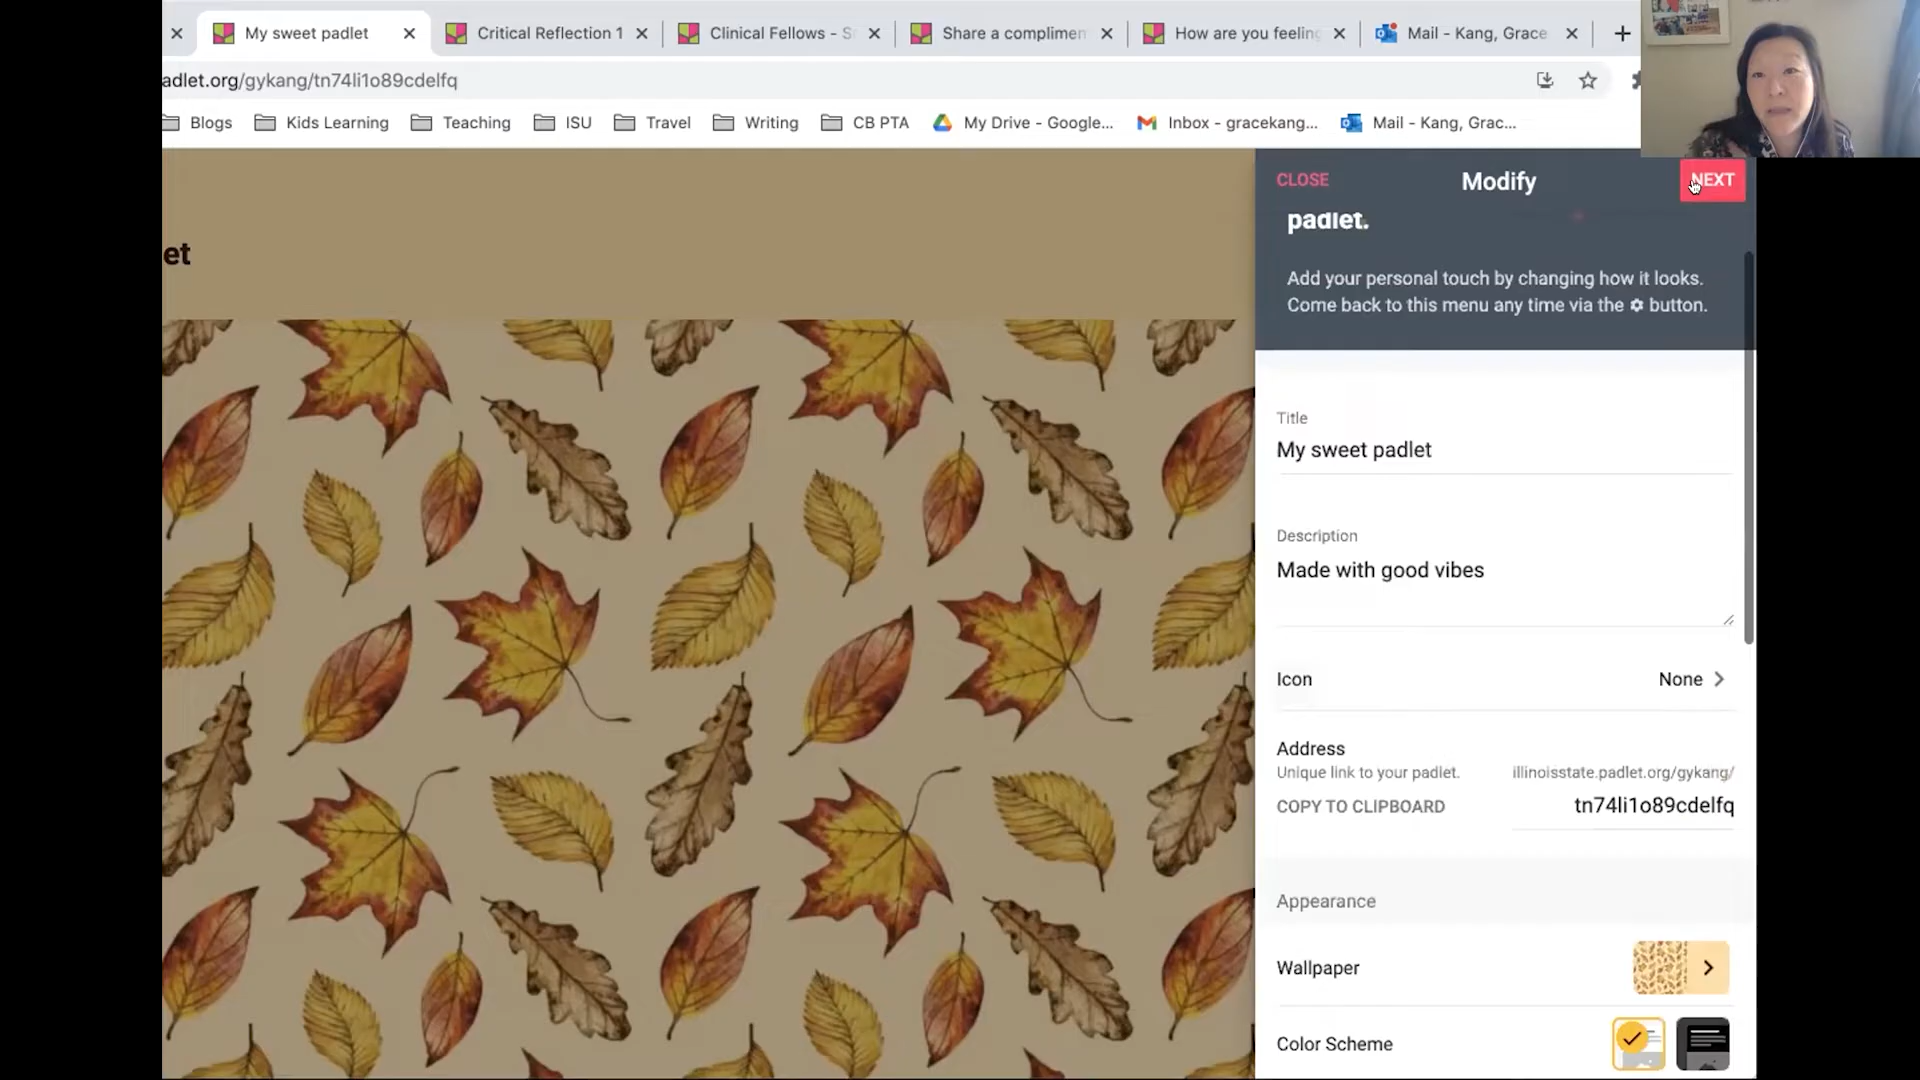 My sweet padlet
Critical Reflection 1
Clinical Fellows - S
Share a complimen
How are you feeling
Mail - Kang, Grace
adlet.org/gykang/tn74li1o89cdelfq
Blogs
Kids Learning
Teaching
ISU
Travel
Writing
CB PTA
My Drive - Google...
Inbox - gracekang...
Mail - Kang, Grac...
et
CLOSE
Modify
NEXT
padlet.
Add your personal touch by changing how it looks.
Come back to this menu any time via the button.
Title
My sweet padlet
Description
Made with good vibes
Icon
None
Address
Unique link to your padlet.
illinoisstate.padlet.org/gykang/
COPY TO CLIPBOARD
tn74li1o89cdelfq
Appearance
Wallpaper
Color Scheme